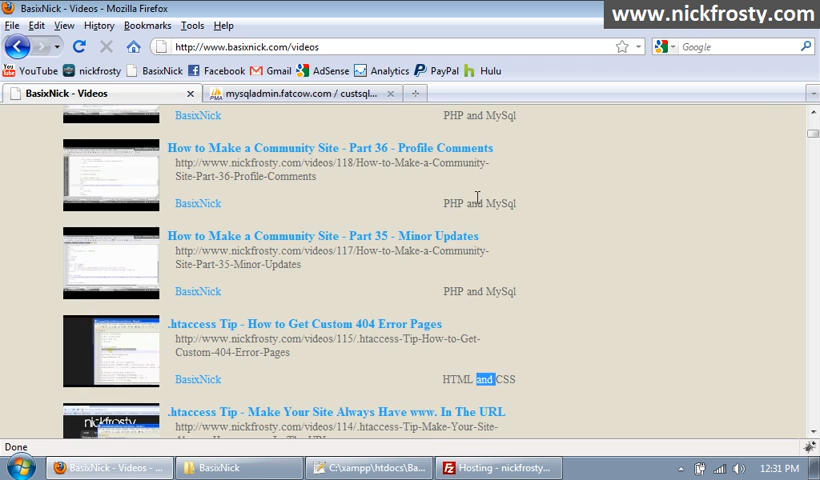 BasixNick - Videos - Mozilla Firefox
www.nickfrosty.com
File Edit View History Bookmarks Tools Help
http://www.basixnick.com/videos
Google
YouTube nickfrosty BasixNick Facebook Gmail AdSense Analytics PayPal Hulu
BasixNick - Videos
mysqladmin.fatcow.com / custsql...
BasixNick PHP and MySql
How to Make a Community Site - Part 36 - Profile Comments
http://www.nickfrosty.com/videos/118/How-to-Make-a-Community-
Site-Part-36-Profile-Comments
BasixNick PHP and MySql
How to Make a Community Site - Part 35 - Minor Updates
http://www.nickfrosty.com/videos/117/How-to-Make-a-Community-
Site-Part-35-Minor-Updates
BasixNick PHP and MySql
.htaccess Tip - How to Get Custom 404 Error Pages
http://www.nickfrosty.com/videos/115/.htaccess-Tip-How-to-Get-
Custom-404-Error-Pages
BasixNick HTML and CSS
.htaccess Tip - Make Your Site Always Have www. In The URL
http://www.nickfrosty.com/videos/114/.htaccess-Tip-Make-Your-Site-
Done
BasixNick - Videos - ... BasixNick C:\xampp\htdocs\Ba... Hosting - nickfrosty... 12:31 PM